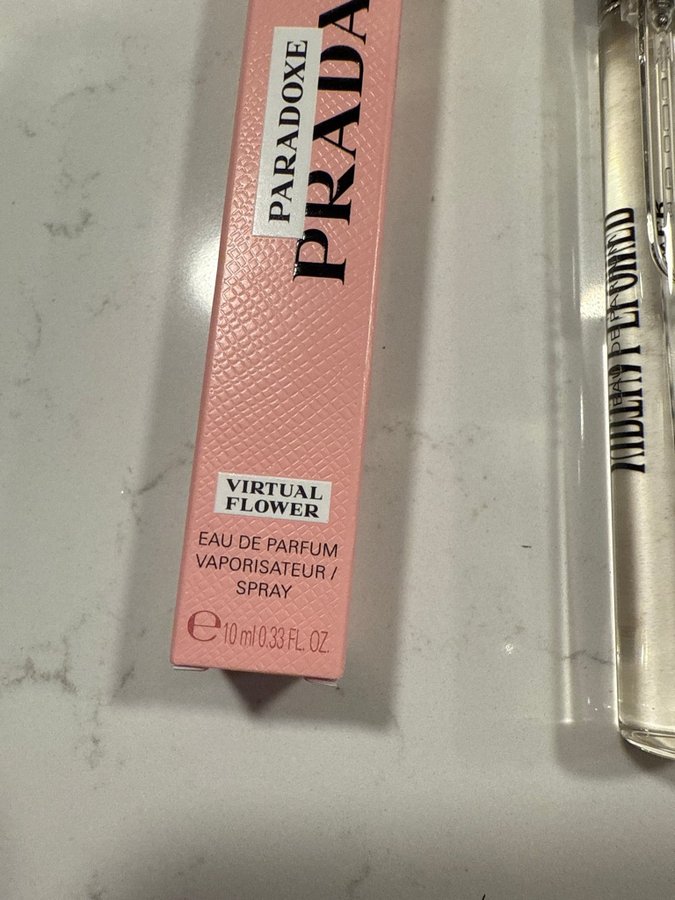 PARADOXE
PRADA
VIRTUAL
FLOWER
EAU DE PARFUM
VAPORISATEUR /
SPRAY
e 10 ml 0.33 FL. OZ.